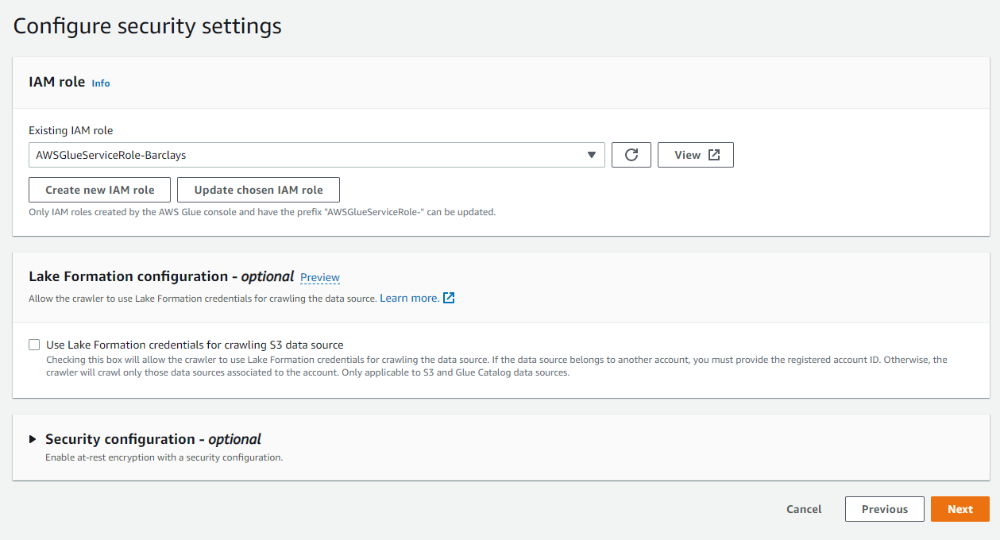 Configure security settings
IAM role Info
Existing IAM role
AWSGlueServiceRole-Barclays
View
Create new IAM role
Update chosen IAM role
Only IAM roles created by the AWS Glue console and have the prefix "AWSGlueServiceRole-" can be updated.
Lake Formation configuration - optional Preview
Allow the crawler to use Lake Formation credentials for crawling the data source. Learn more.
Use Lake Formation credentials for crawling S3 data source
Checking this box will allow the crawler to use Lake Formation credentials for crawling the data source. If the data source belongs to another account, you must provide the registered account ID. Otherwise, the
crawler will crawl only those data sources associated to the account. Only applicable to S3 and Glue Catalog data sources.
Security configuration - optional
Enable at-rest encryption with a security configuration.
Cancel
Previous
Next